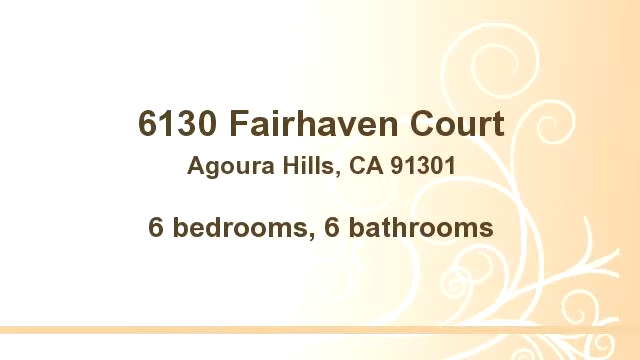 6130 Fairhaven Court
Agoura Hills, CA 91301
6 bedrooms, 6 bathrooms